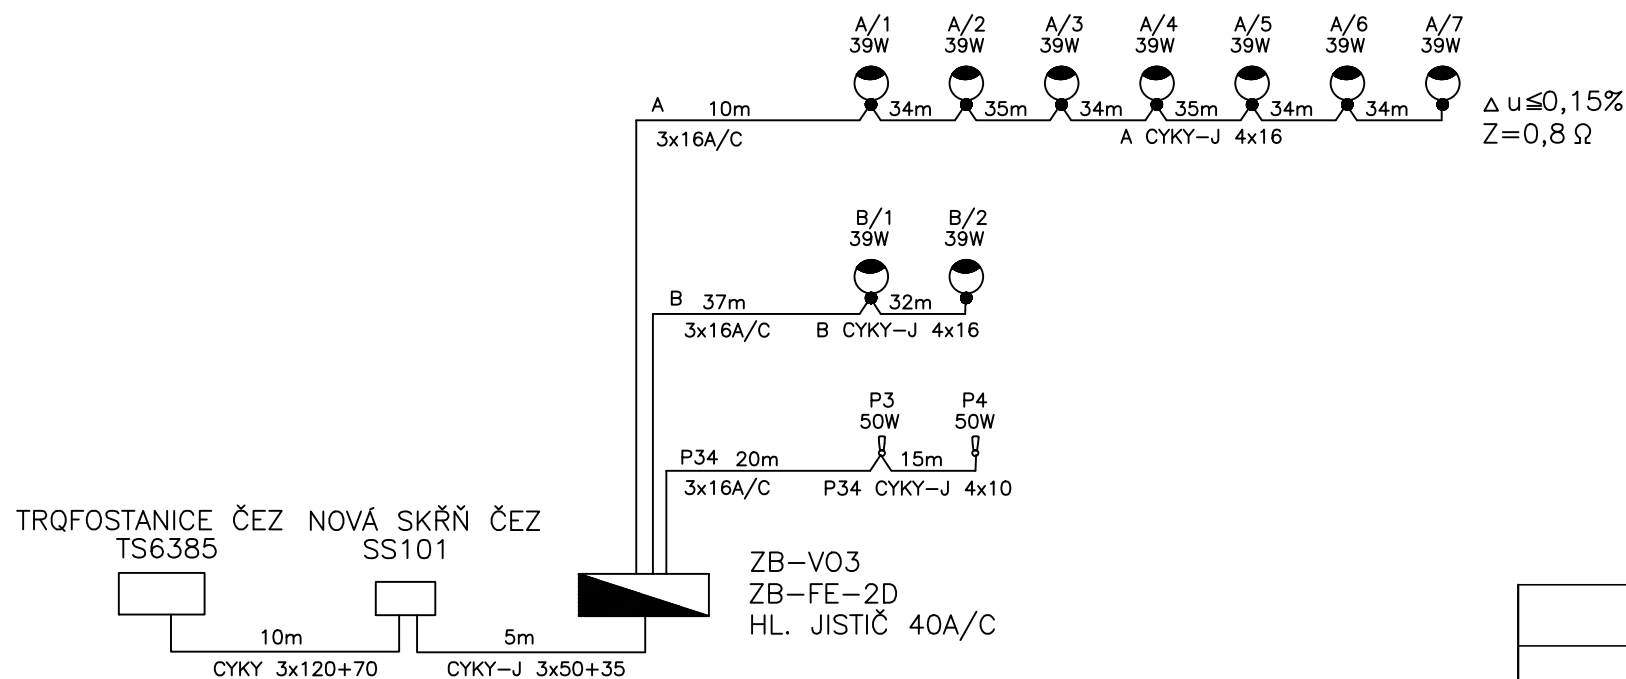 A/1 A/2 A/3 A/4 A/5 A/6 A/7
39W 39W 39W 39W 39W 39W 39W
A 10m 34m 35m 34m 35m 34m 34m
3x16A/C A CYKY-J 4x16
Δ u≦0,15%
Z=0,8 Ω
B/1 B/2
39W 39W
B 37m 32m
3x16A/C B CYKY-J 4x16
P3 P4
50W 50W
P34 20m 15m
3x16A/C P34 CYKY-J 4x10
TRQFOSTANICE ČEZ
TS6385
NOVÁ SKŘŇ ČEZ
SS101
ZB-VO3
ZB-FE-2D
HL. JISTIČ 40A/C
10m 5m
CYKY 3x120+70 CYKY-J 3x50+35